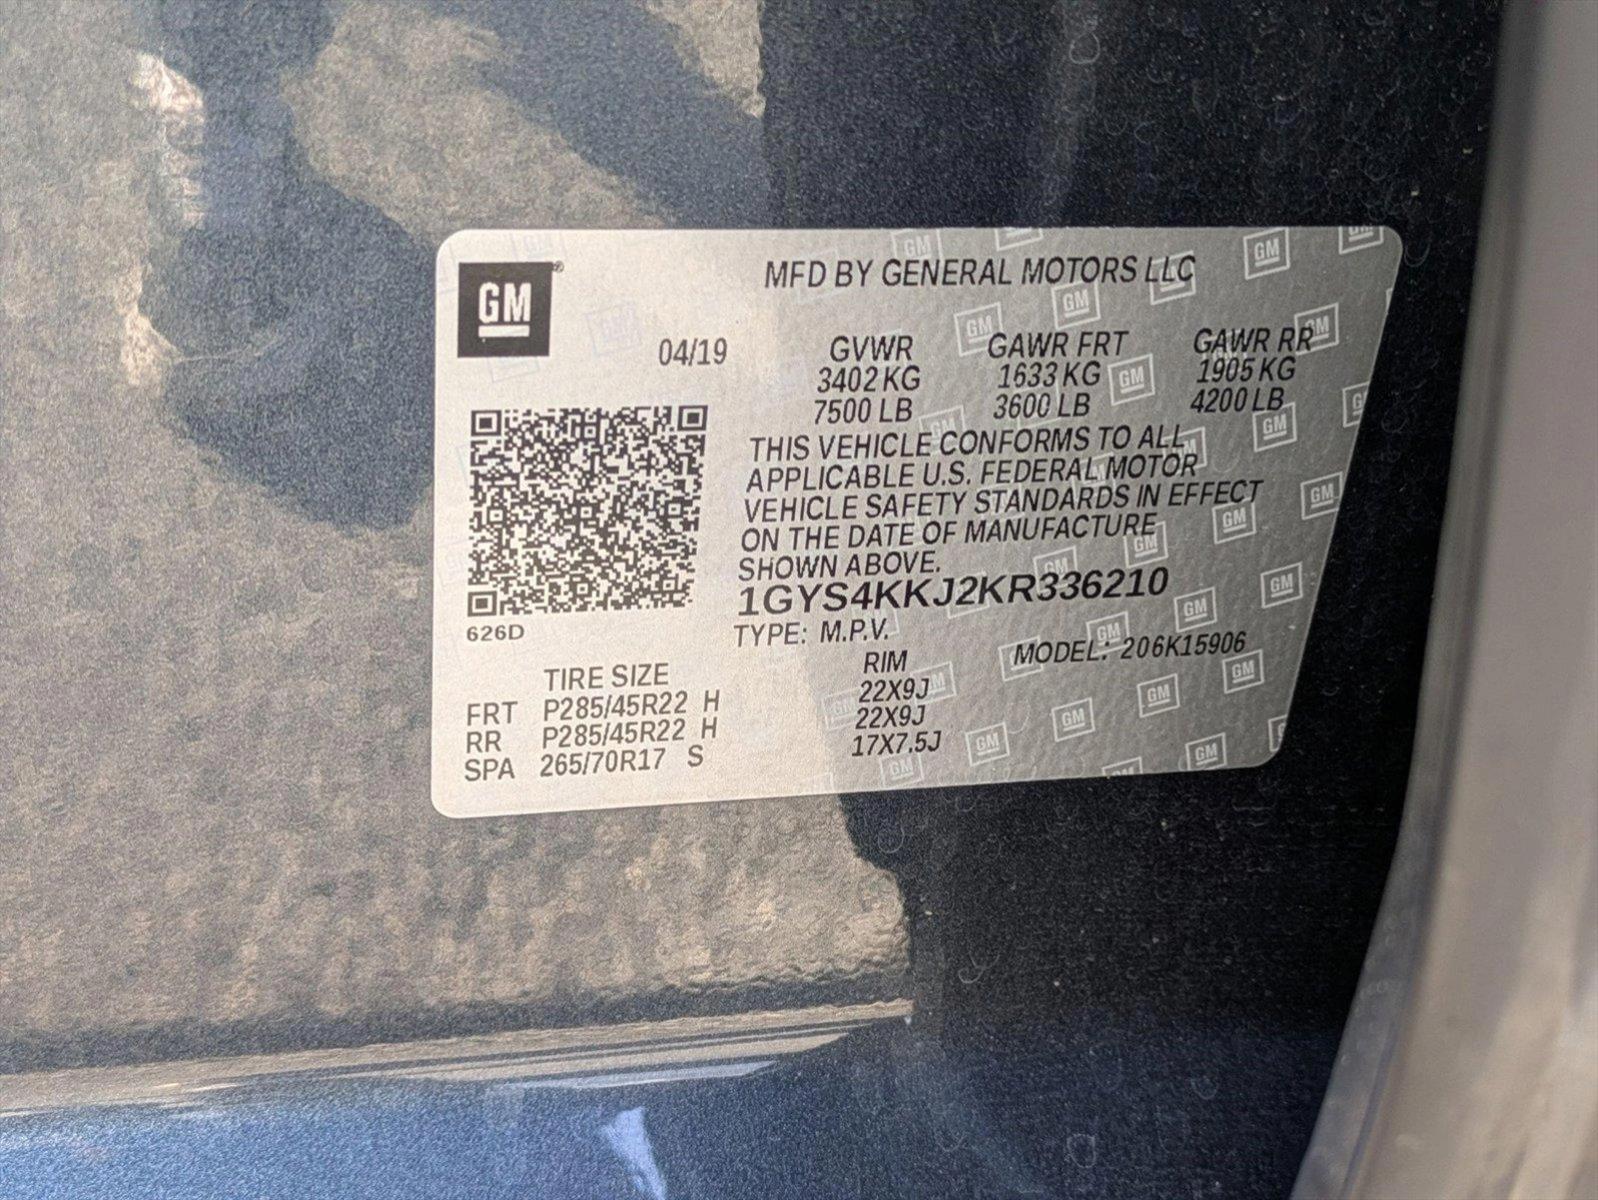 GM
MFD BY GENERAL MOTORS LLC
04/19
GVWR GAWR FRT GAWR RR
3402 KG 1633 KG 1905 KG
7500 LB 3600 LB 4200 LB
THIS VEHICLE CONFORMS TO ALL
APPLICABLE U.S. FEDERAL MOTOR
VEHICLE SAFETY STANDARDS IN EFFECT
ON THE DATE OF MANUFACTURE
SHOWN ABOVE.
1GYS4KKJ2KR336210
626D
TYPE: M.P.V. MODEL: 206K15906
TIRE SIZE RIM
FRT P285/45R22 H 22X9J
RR P285/45R22 H 22X9J
SPA 265/70R17 S 17X7.5J